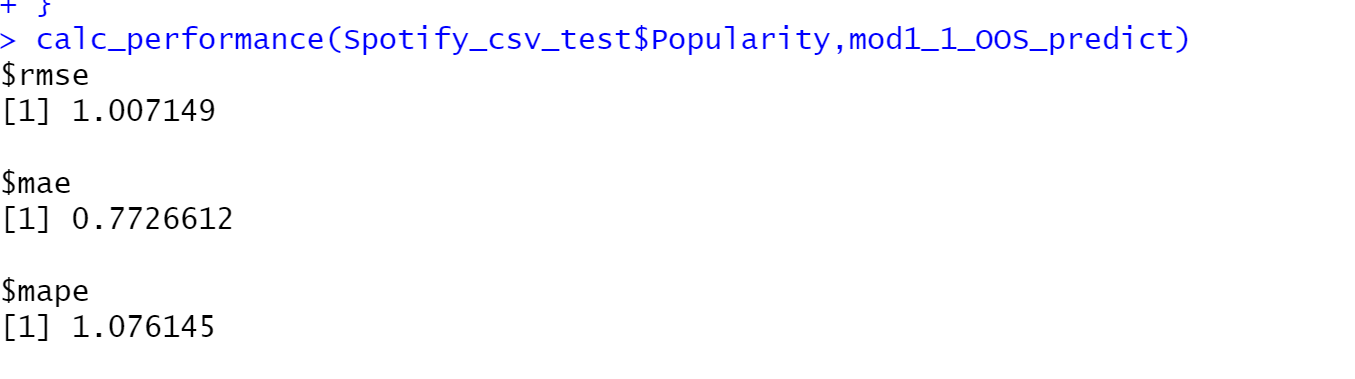 + }
> calc_performance(Spotify_csv_test$Popularity,mod1_1_OOS_predict)
$rmse
[1] 1.007149
$mae
[1] 0.7726612
$mape
[1] 1.076145